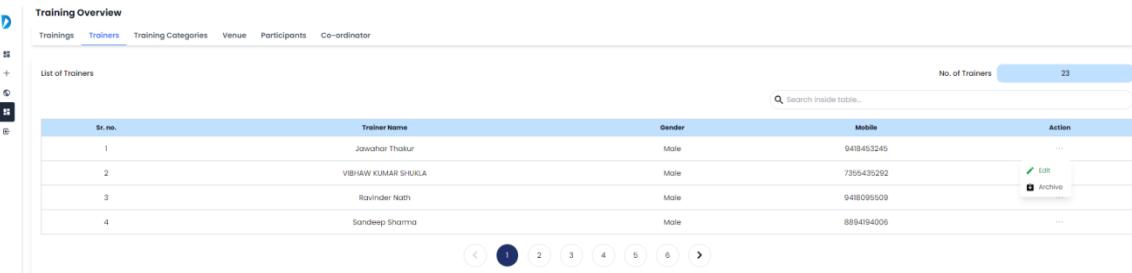 Training Overview
Trainings Trainers Training Categories Venue Participants Co-ordinator
List of Trainers No. of Trainers 23
Search inside table...
Sr. no. Trainer Name Gender Mobile Action
1 Jawahar Thakur Male 9418453245 ...
2 VIBHAW KUMAR SHUKLA Male 7355435292
Edit
Archive
3 Ravinder Nath Male 9418095509 ...
4 Sandeep Sharma Male 8894194006 ...
< 1 2 3 4 5 6 >